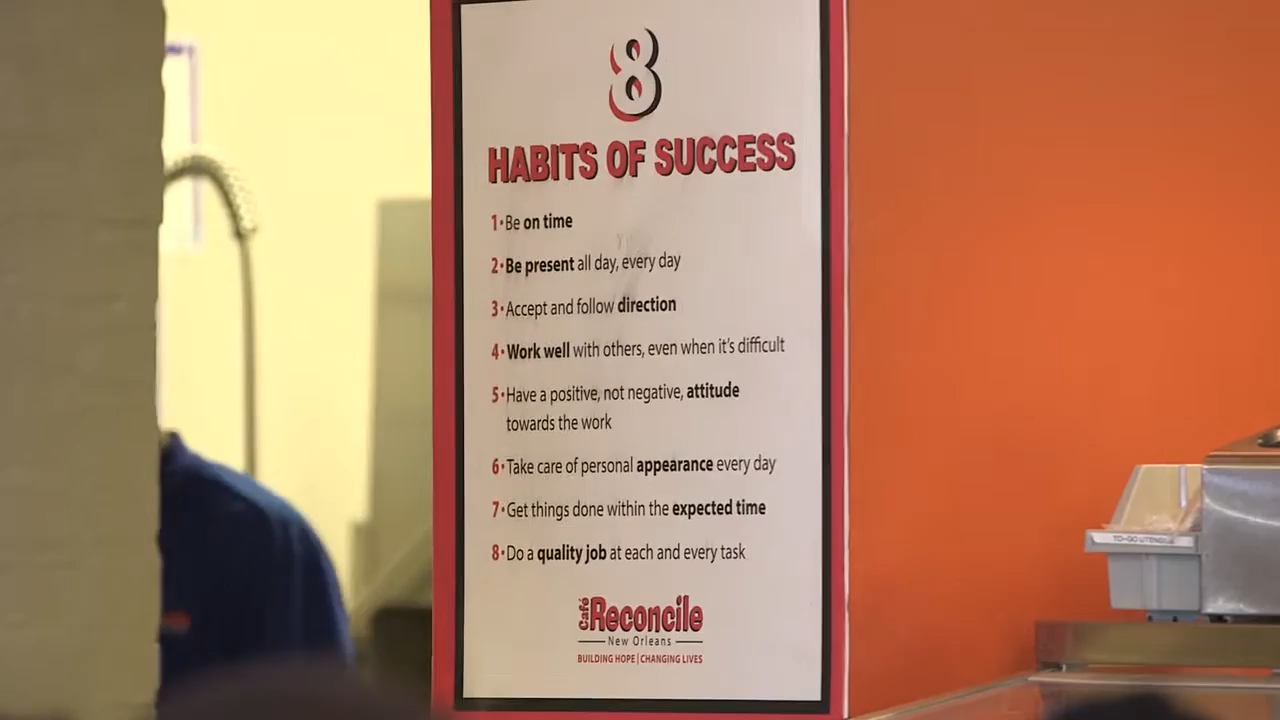 8
HABITS OF SUCCESS
1• Be on time
2• Be present all day, every day
3• Accept and follow direction
4• Work well with others, even when it's difficult
5• Have a positive, not negative, attitude
towards the work
6• Take care of personal appearance every day
7• Get things done within the expected time
8• Do a quality job at each and every task
Café Reconcile
New Orleans
BUILDING HOPE | CHANGING LIVES
TO-GO UTENSILS